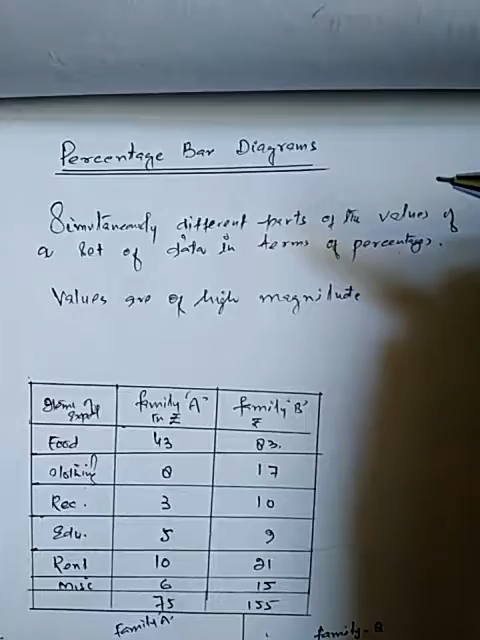 Percentage Bar Diagrams
Simultaneously different parts of the values of
a set of data in terms of percentages.
Values are of high magnitude
Items of Expd family 'A' in ₹ family 'B' ₹
Food 43 83.
Clothing 8 17
Rec. 3 10
Edu. 5 9
Rent 10 21
Misc 6 15
75 155
family 'A' family - B